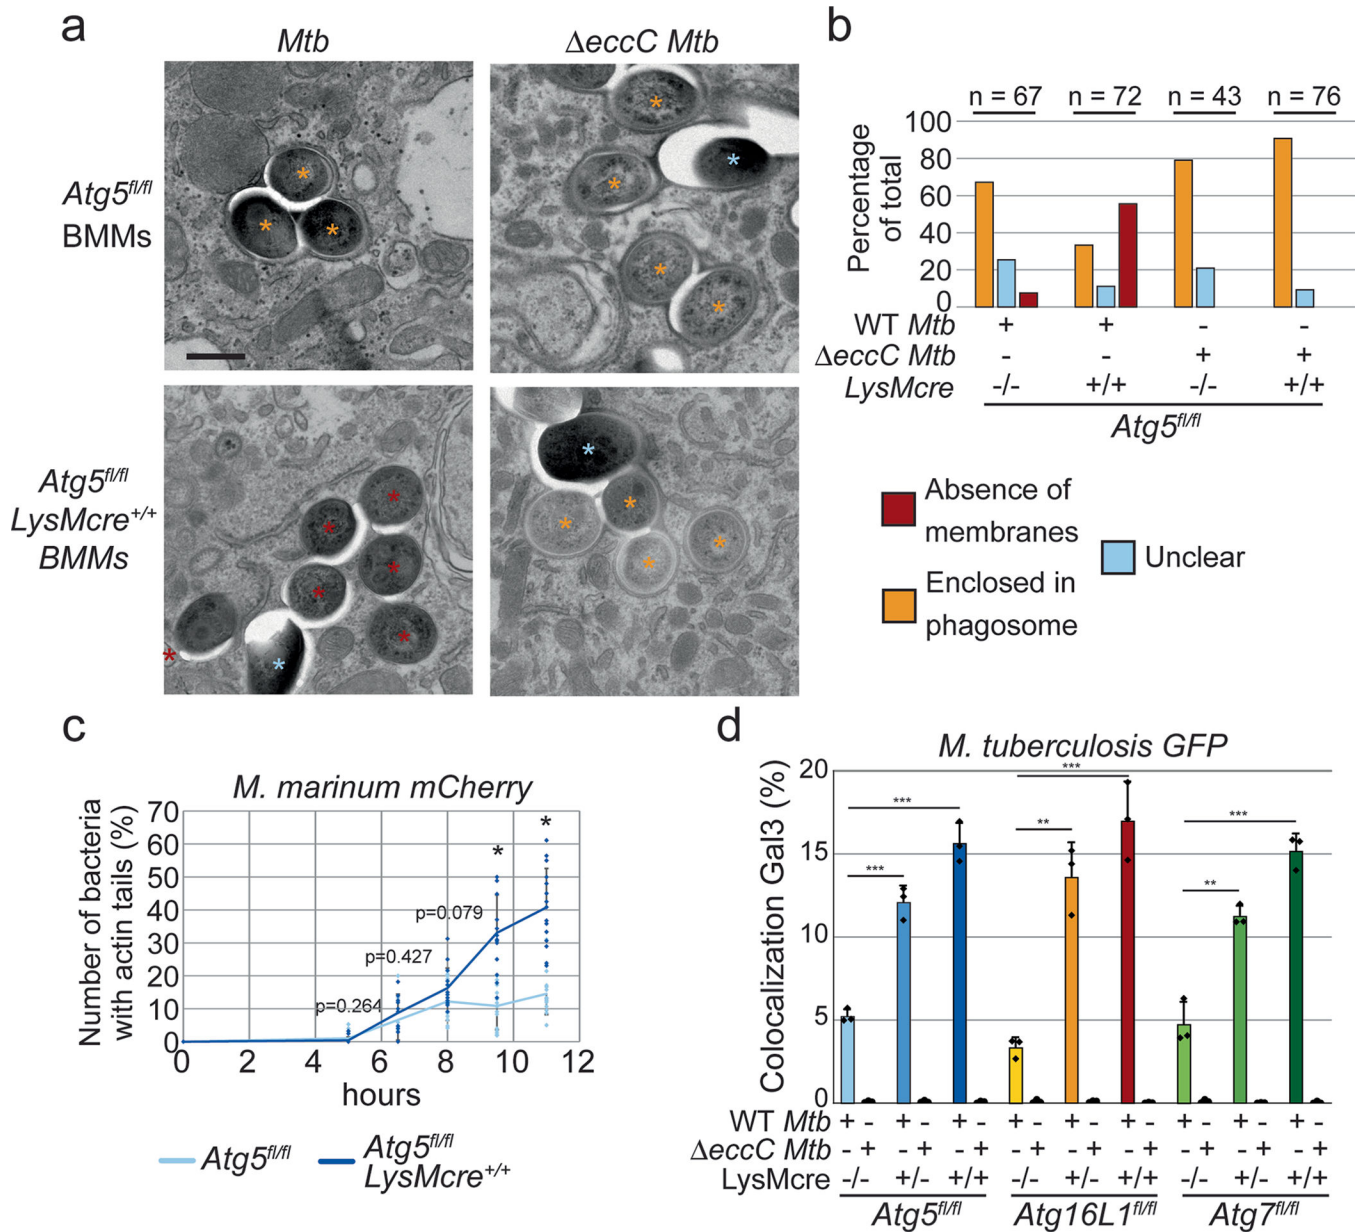 a
Mtb
ΔeccC Mtb
Atg5fl/fl
BMMs
Atg5fl/fl
LysMcre+/+
BMMs
* * *
* * * * * *
* * * * * * * *
* * * * *
b
n = 67 n = 72 n = 43 n = 76
Percentage
of total
100
80
60
40
20
0
WT Mtb + + - -
ΔeccC Mtb - - + +
LysMcre -/- +/+ -/- +/+
Atg5fl/fl
Absence of
membranes
Unclear
Enclosed in
phagosome
c
M. marinum mCherry
Number of bacteria
with actin tails (%)
70
60
50
40
30
20
10
0
p=0.264
p=0.427
p=0.079
*
*
0 2 4 6 8 10 12
hours
Atg5fl/fl
Atg5fl/fl
LysMcre+/+
d
M. tuberculosis GFP
Colocalization Gal3 (%)
20
15
10
5
0
*** *** ** *** ** ***
WT Mtb + - + - + - + - + - + - + - + - + -
ΔeccC Mtb - + - + - + - + - + - + - + - + - +
LysMcre -/- +/- +/+ -/- +/- +/+ -/- +/- +/+
Atg5fl/fl Atg16L1fl/fl Atg7fl/fl